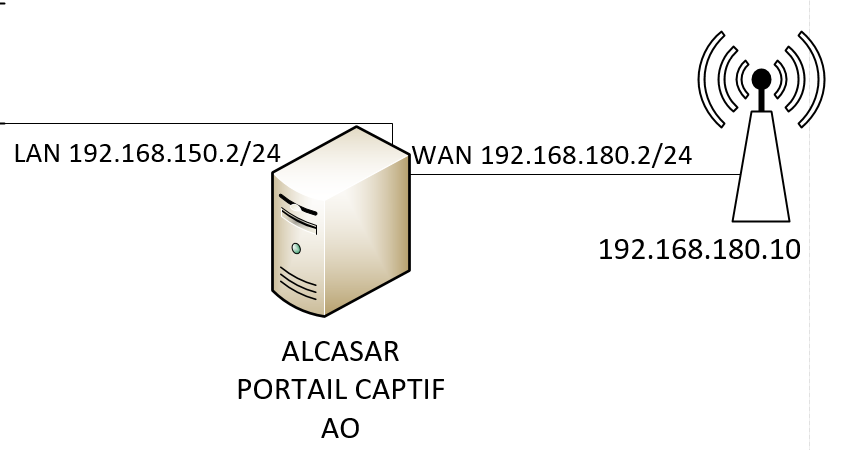 LAN 192.168.150.2/24
WAN 192.168.180.2/24
192.168.180.10
ALCASAR
PORTAIL CAPTIF
AO